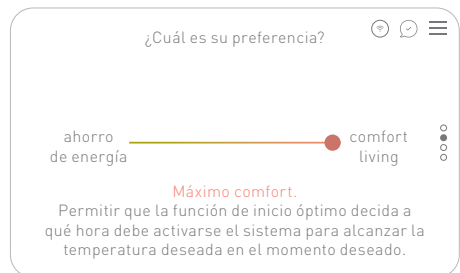 ¿Cuál es su preferencia?
ahorro
de energía
comfort
living
Máximo comfort.
Permitir que la función de inicio óptimo decida a
qué hora debe activarse el sistema para alcanzar la
temperatura deseada en el momento deseado.